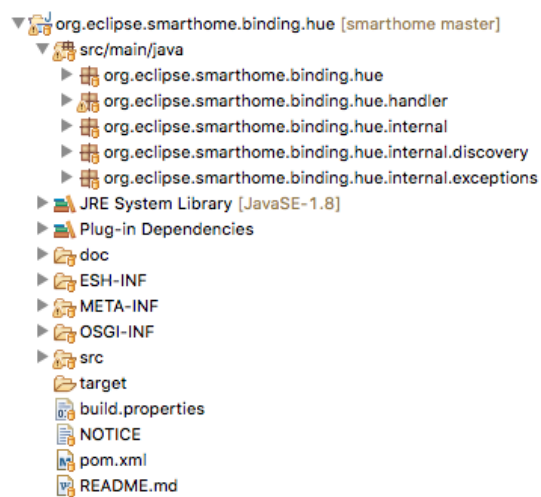 org.eclipse.smarthome.binding.hue [smarthome master]
src/main/java
org.eclipse.smarthome.binding.hue
org.eclipse.smarthome.binding.hue.handler
org.eclipse.smarthome.binding.hue.internal
org.eclipse.smarthome.binding.hue.internal.discovery
org.eclipse.smarthome.binding.hue.internal.exceptions
JRE System Library [JavaSE-1.8]
Plug-in Dependencies
doc
ESH-INF
META-INF
OSGI-INF
src
target
build.properties
NOTICE
pom.xml
README.md